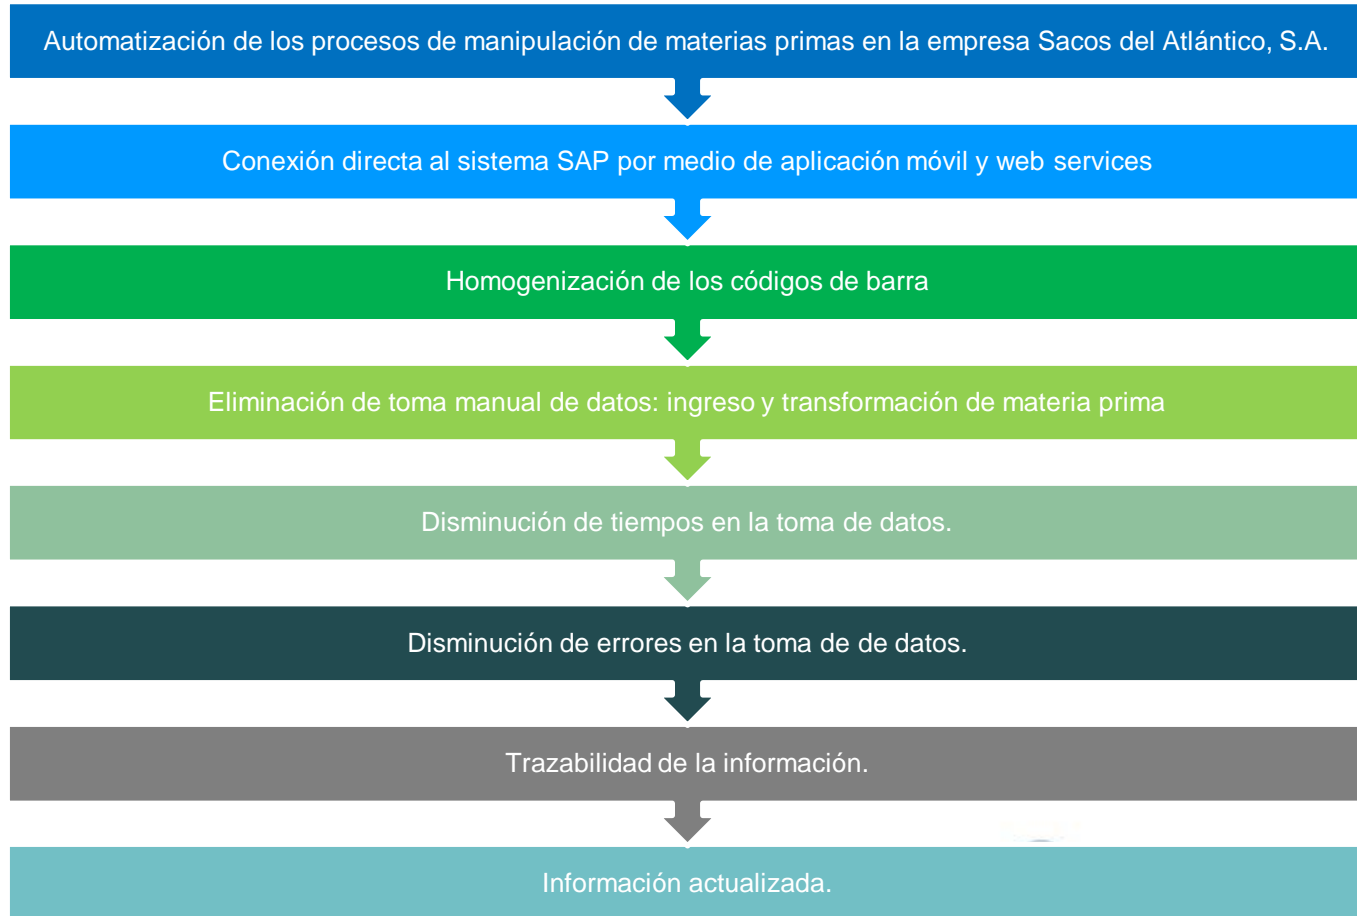 Automatización de los procesos de manipulación de materias primas en la empresa Sacos del Atlántico, S.A.
Conexión directa al sistema SAP por medio de aplicación móvil y web services
Homogenización de los códigos de barra
Eliminación de toma manual de datos: ingreso y transformación de materia prima
Disminución de tiempos en la toma de datos.
Disminución de errores en la toma de de datos.
Trazabilidad de la información.
Información actualizada.